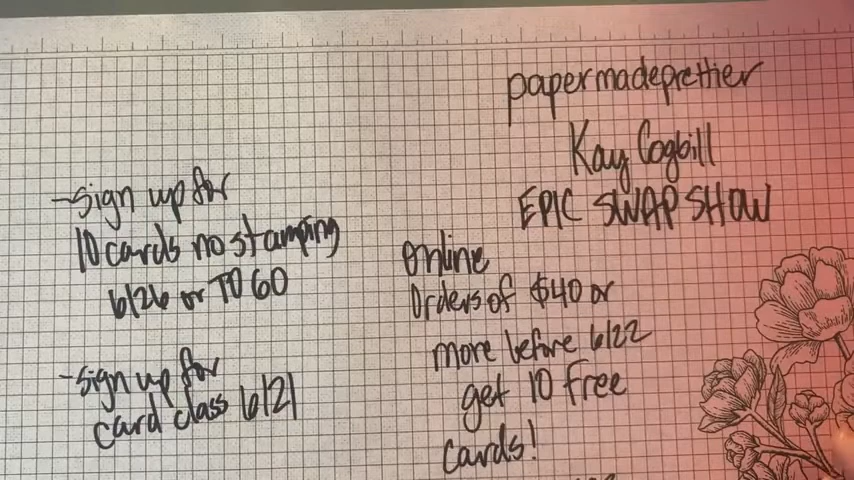 papermadeprettier
Kay Cogbill
EPIC SWAP SHOW
-sign up for
10 cards no stamping
6/26 or TO GO
-sign up for
card class 6/21
online
Orders of $40 or
more before 6/22
get 10 free
cards!